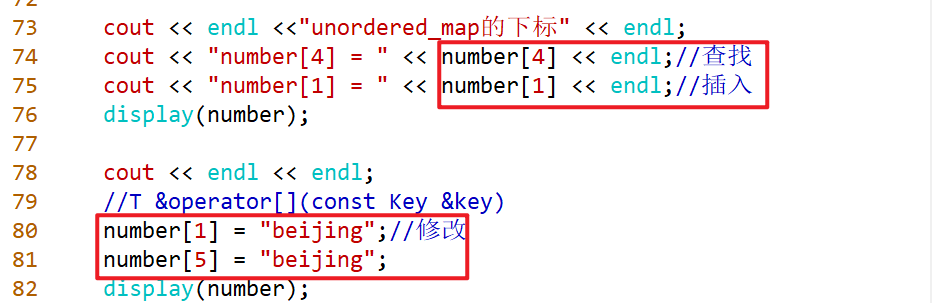 72
73 cout << endl <<"unordered_map的下标" << endl;
74 cout << "number[4] = " << number[4] << endl;//查找
75 cout << "number[1] = " << number[1] << endl;//插入
76 display(number);
77
78 cout << endl << endl;
79 //T &operator[](const Key &key)
80 number[1] = "beijing";//修改
81 number[5] = "beijing";
82 display(number);